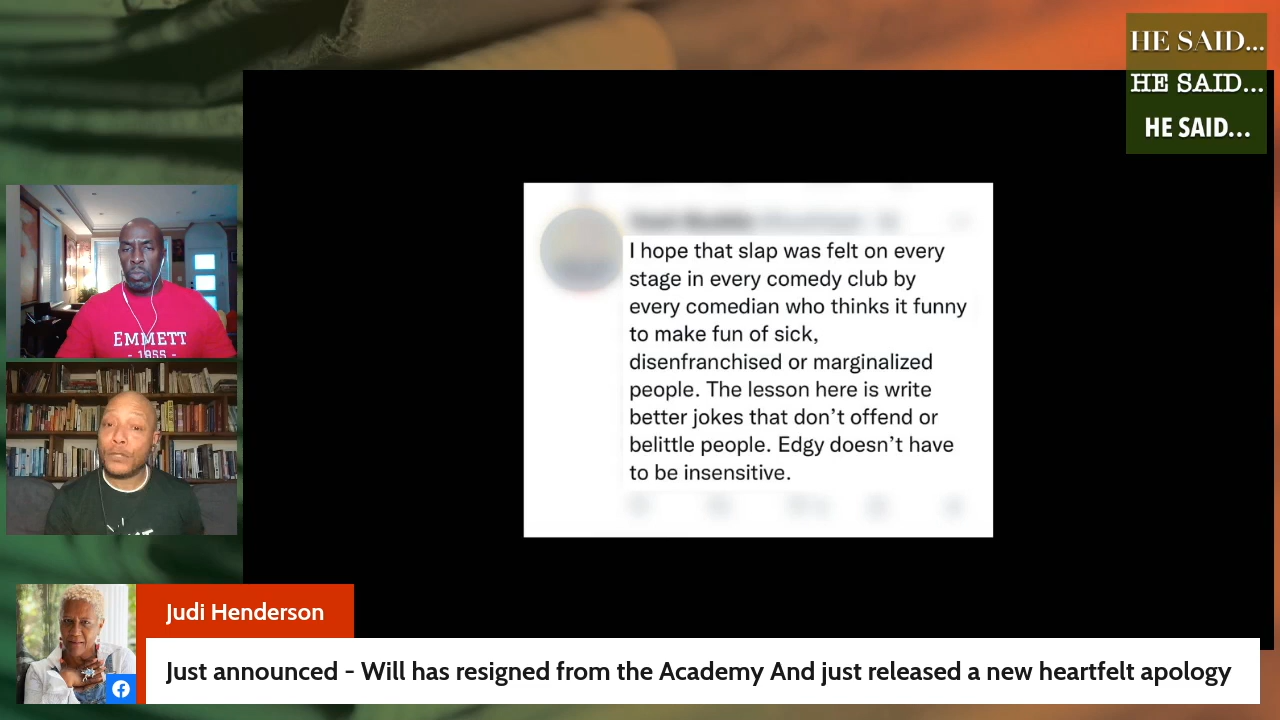 HE SAID...
HE SAID...
HE SAID...
I hope that slap was felt on every
stage in every comedy club by
every comedian who thinks it funny
to make fun of sick,
disenfranchised or marginalized
people. The lesson here is write
better jokes that don't offend or
belittle people. Edgy doesn't have
to be insensitive.
EMMETT
- 1955 -
Judi Henderson
Just announced - Will has resigned from the Academy And just released a new heartfelt apology